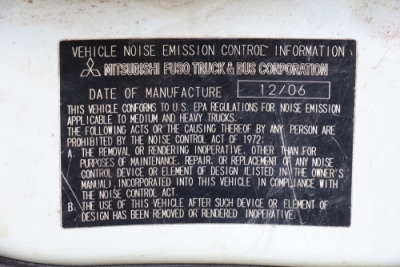 VEHICLE NOISE EMISSION CONTROL INFORMATION
MITSUBISHI FUSO TRUCK & BUS CORPORATION
DATE OF MANUFACTURE 12/06
THIS VEHICLE CONFORMS TO U.S. EPA REGULATIONS FOR NOISE EMISSION
APPLICABLE TO MEDIUM AND HEAVY TRUCKS.
THE FOLLOWING ACTS OR THE CAUSING THEREOF BY ANY PERSON ARE
PROHIBITED BY THE NOISE CONTROL ACT OF 1972:
A. THE REMOVAL OR RENDERING INOPERATIVE, OTHER THAN FOR
PURPOSES OF MAINTENANCE, REPAIR, OR REPLACEMENT OF ANY NOISE
CONTROL DEVICE OR ELEMENT OF DESIGN (LISTED IN THE OWNER'S
MANUAL), INCORPORATED INTO THIS VEHICLE IN COMPLIANCE WITH
THE NOISE CONTROL ACT.
B. THE USE OF THIS VEHICLE AFTER SUCH DEVICE OR ELEMENT OF
DESIGN HAS BEEN REMOVED OR RENDERED INOPERATIVE.